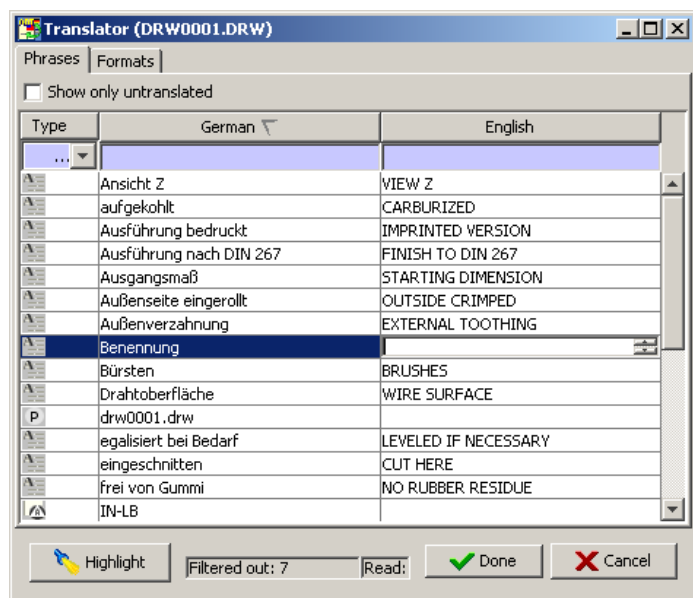 Translator (DRW0001.DRW)
Phrases Formats
Show only untranslated
Type German English
...
Ansicht Z VIEW Z
aufgekohlt CARBURIZED
Ausführung bedruckt IMPRINTED VERSION
Ausführung nach DIN 267 FINISH TO DIN 267
Ausgangsmaß STARTING DIMENSION
Außenseite eingerollt OUTSIDE CRIMPED
Außenverzahnung EXTERNAL TOOTHING
Benennung
Bürsten BRUSHES
Drahtoberfläche WIRE SURFACE
P drw0001.drw
egalisiert bei Bedarf LEVELED IF NECESSARY
eingeschnitten CUT HERE
frei von Gummi NO RUBBER RESIDUE
IN-LB
Highlight Filtered out: 7 Read: Done Cancel